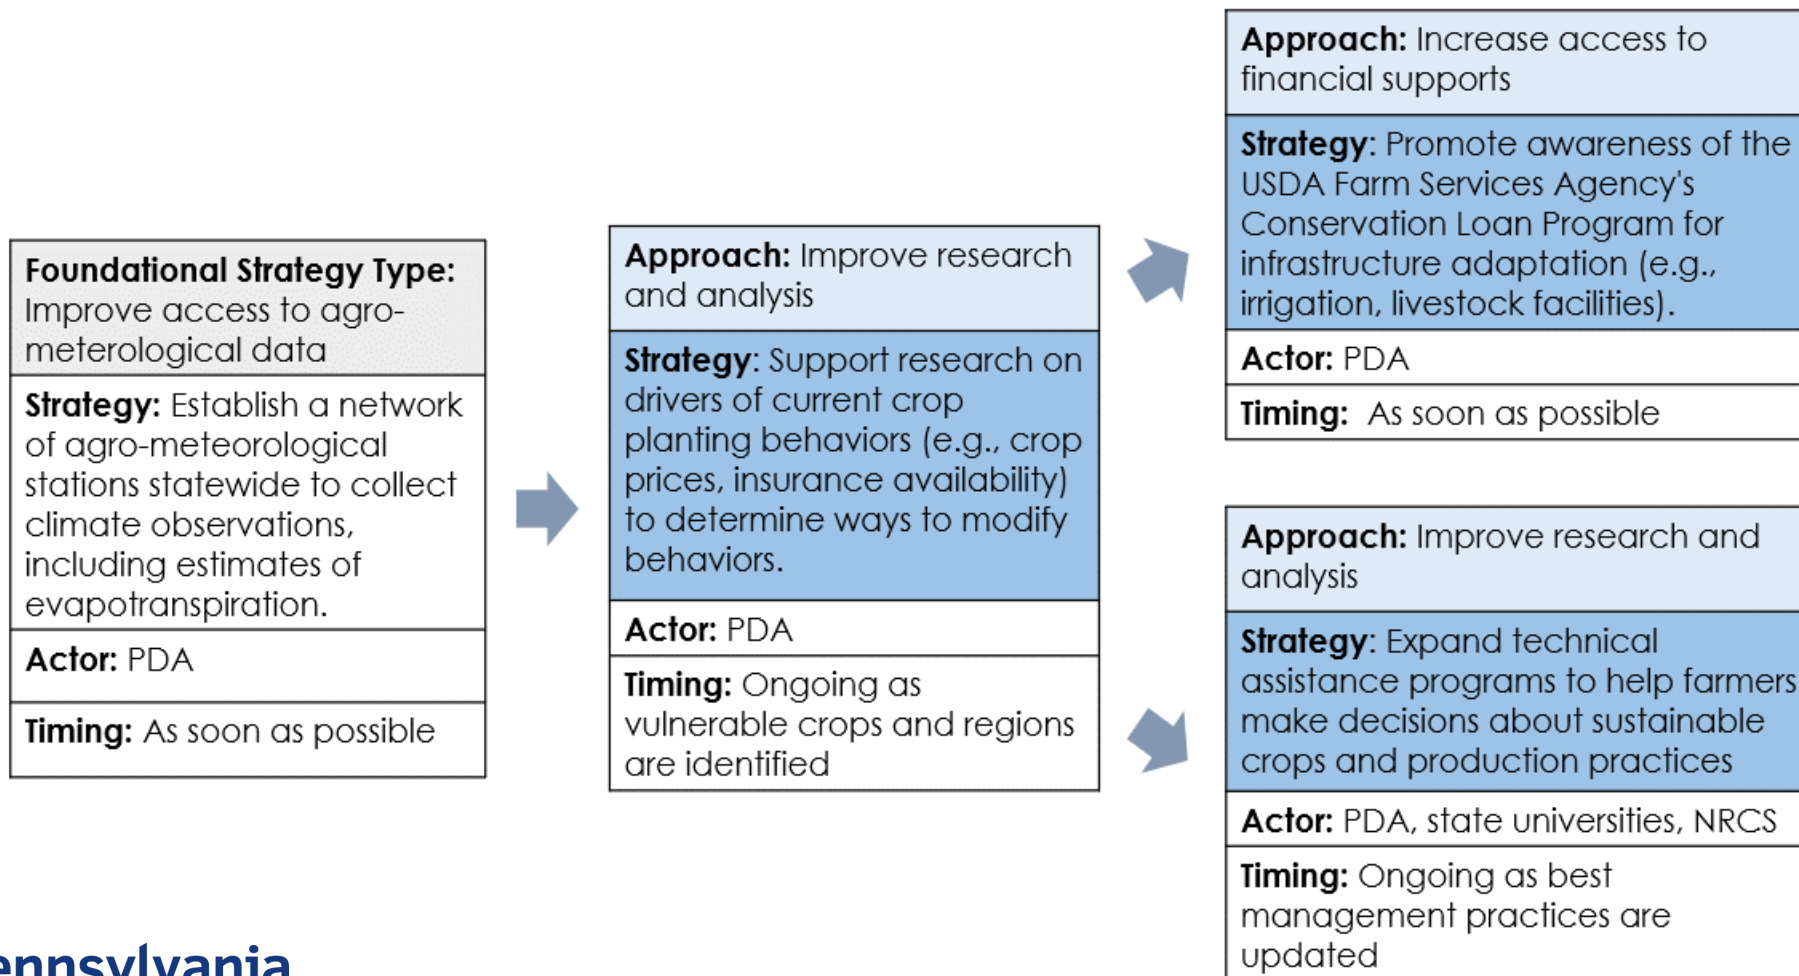 Foundational Strategy Type:
Improve access to agro-
meterological data
Strategy: Establish a network
of agro-meteorological
stations statewide to collect
climate observations,
including estimates of
evapotranspiration.
Actor: PDA
Timing: As soon as possible
Approach: Improve research
and analysis
Strategy: Support research on
drivers of current crop
planting behaviors (e.g., crop
prices, insurance availability)
to determine ways to modify
behaviors.
Actor: PDA
Timing: Ongoing as
vulnerable crops and regions
are identified
Approach: Increase access to
financial supports
Strategy: Promote awareness of the
USDA Farm Services Agency's
Conservation Loan Program for
infrastructure adaptation (e.g.,
irrigation, livestock facilities).
Actor: PDA
Timing: As soon as possible
Approach: Improve research and
analysis
Strategy: Expand technical
assistance programs to help farmers
make decisions about sustainable
crops and production practices
Actor: PDA, state universities, NRCS
Timing: Ongoing as best
management practices are
updated
ennsylvania